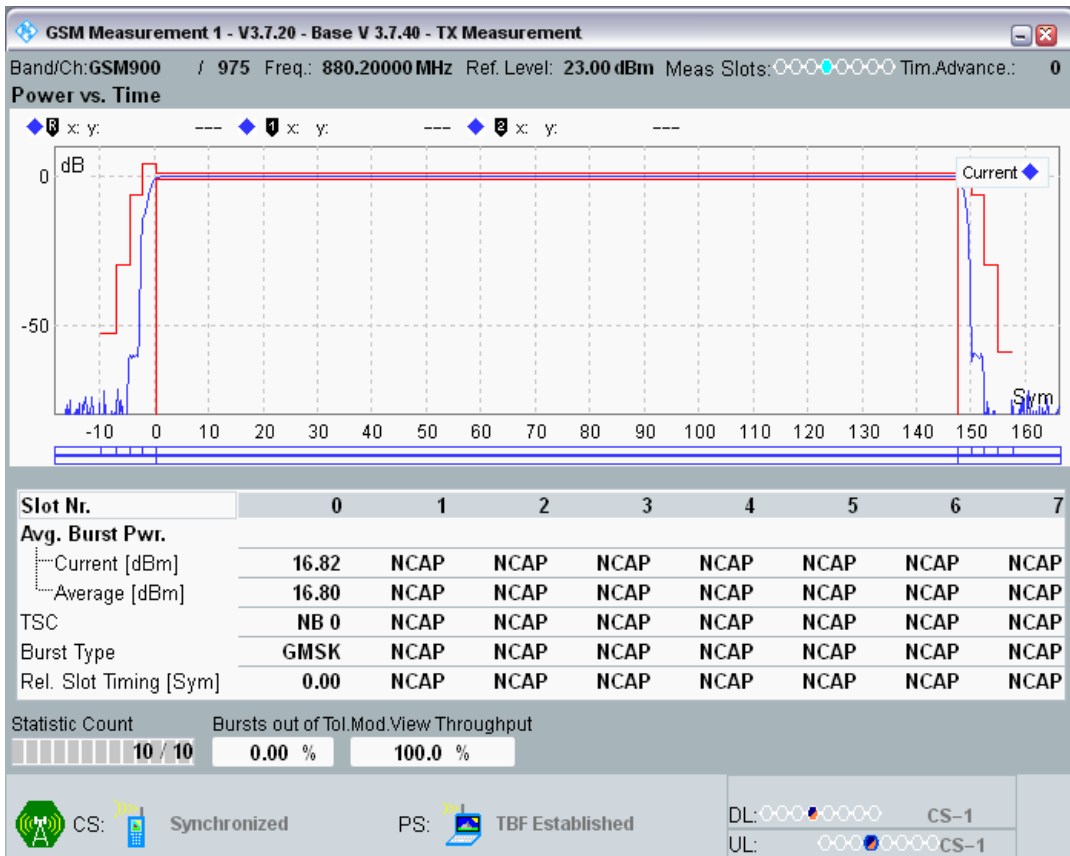 GSM Measurement 1 - V3.7.20 - Base V 3.7.40 - TX Measurement
Band/Ch:GSM900 / 975 Freq.: 880.20000 MHz Ref. Level: 23.00 dBm Meas Slots: Tim.Advance.: 0
Power vs. Time
R x: y: --- 1 x: y: --- 2 x: y: ---
dB
Current
0
-50
Sym
-10 0 10 20 30 40 50 60 70 80 90 100 110 120 130 140 150 160
Slot Nr. 0 1 2 3 4 5 6 7
Avg. Burst Pwr.
Current [dBm] 16.82 NCAP NCAP NCAP NCAP NCAP NCAP NCAP
Average [dBm] 16.80 NCAP NCAP NCAP NCAP NCAP NCAP NCAP
TSC NB 0 NCAP NCAP NCAP NCAP NCAP NCAP NCAP
Burst Type GMSK NCAP NCAP NCAP NCAP NCAP NCAP NCAP
Rel. Slot Timing [Sym] 0.00 NCAP NCAP NCAP NCAP NCAP NCAP NCAP
Statistic Count Bursts out of Tol.Mod.View Throughput
10 / 10 0.00 % 100.0 %
CS: Synchronized PS: TBF Established
DL: CS-1
UL: CS-1